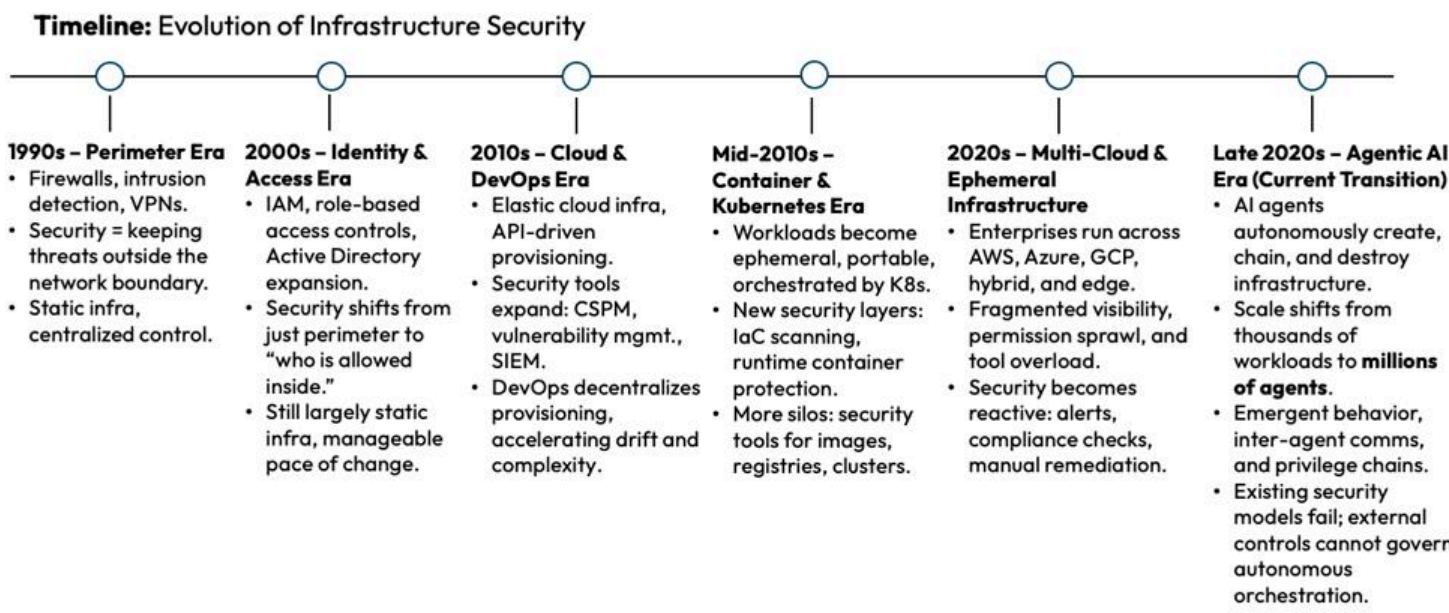 Timeline: Evolution of Infrastructure Security
1990s – Perimeter Era
• Firewalls, intrusion
detection, VPNs.
• Security = keeping
threats outside the
network boundary.
• Static infra,
centralized control.
2000s – Identity &
Access Era
• IAM, role-based
access controls,
Active Directory
expansion.
• Security shifts from
just perimeter to
“who is allowed
inside.”
• Still largely static
infra, manageable
pace of change.
2010s – Cloud &
DevOps Era
• Elastic cloud infra,
API-driven
provisioning.
• Security tools
expand: CSPM,
vulnerability mgmt.,
SIEM.
• DevOps decentralizes
provisioning,
accelerating drift and
complexity.
Mid-2010s –
Container &
Kubernetes Era
• Workloads become
ephemeral, portable,
orchestrated by K8s.
• New security layers:
IaC scanning,
runtime container
protection.
• More silos: security
tools for images,
registries, clusters.
2020s – Multi-Cloud &
Ephemeral
Infrastructure
• Enterprises run across
AWS, Azure, GCP,
hybrid, and edge.
• Fragmented visibility,
permission sprawl, and
tool overload.
• Security becomes
reactive: alerts,
compliance checks,
manual remediation.
Late 2020s – Agentic AI
Era (Current Transition)
• AI agents
autonomously create,
chain, and destroy
infrastructure.
• Scale shifts from
thousands of
workloads to millions
of agents.
• Emergent behavior,
inter-agent comms,
and privilege chains.
• Existing security
models fail; external
controls cannot govern
autonomous
orchestration.